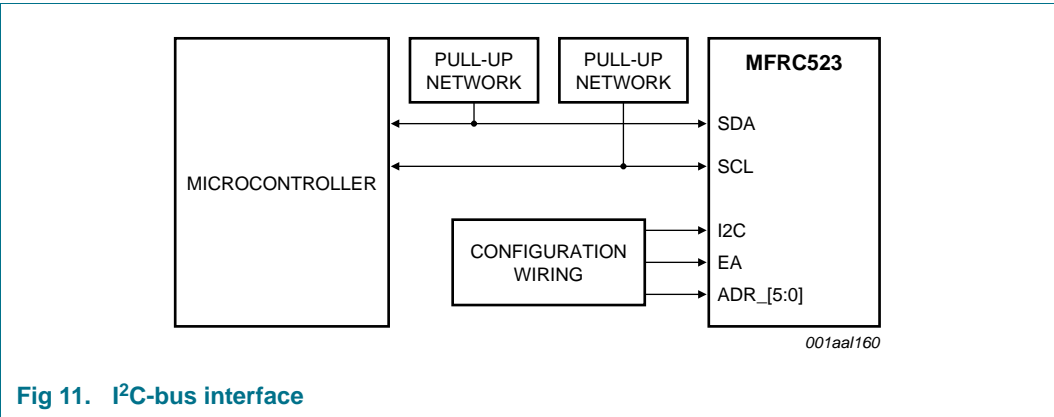 PULL-UP
NETWORK
PULL-UP
NETWORK
MFRC523
SDA
SCL
MICROCONTROLLER
I2C
CONFIGURATION
WIRING
EA
ADR_[5:0]
001aal160
Fig 11. I²C-bus interface